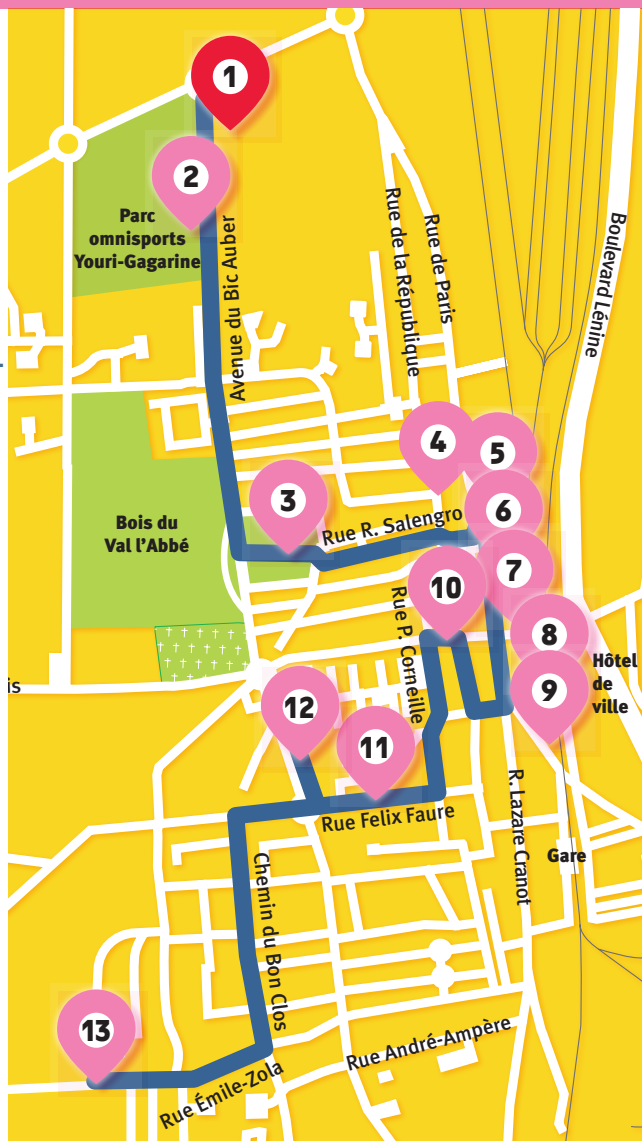 1
2
Parc
omnisports
Youri-Gagarine
Avenue du Bic Auber
Rue de la République
Rue de Paris
Boulevard Lénine
4
5
3
6
Rue R. Salengro
Bois du
Val l'Abbé
7
10
Rue P. Corneille
8
Hôtel
de
ville
9
is
12
11
Rue Felix Faure
R. Lazare Cranot
Gare
Chemin du Bon Clos
13
Rue André-Ampère
Rue Émile-Zola